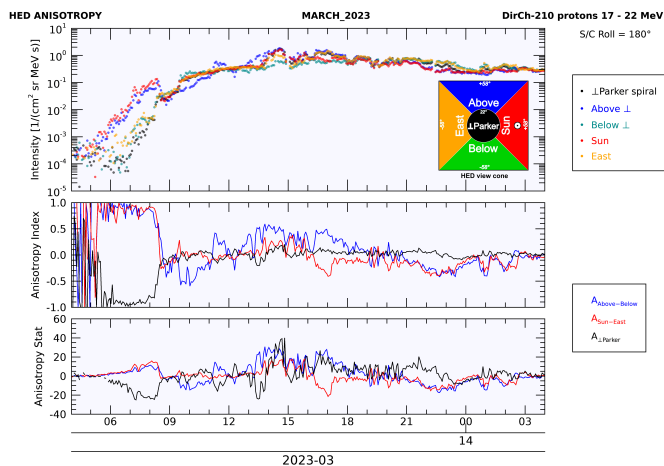 HED ANISOTROPY MARCH_2023 DirCh-210 protons 17 - 22 MeV
S/C Roll = 180°
Intensity [1/(cm² sr MeV s)]
10¹
10⁰
10⁻¹
10⁻²
10⁻³
10⁻⁴
10⁻⁵
⊥Parker spiral
Above ⊥
Below ⊥
Sun
East
+58°
Above
22°
-58°
East
⊥Parker
Sun
+58°
Below
-58°
HED view cone
Anisotropy Index
1.0
0.5
0.0
-0.5
-1.0
A Above−Below
A Sun−East
A ⊥Parker
Anisotropy Stat
60
40
20
0
-20
-40
06 09 12 15 18 21 00 03
14
2023-03